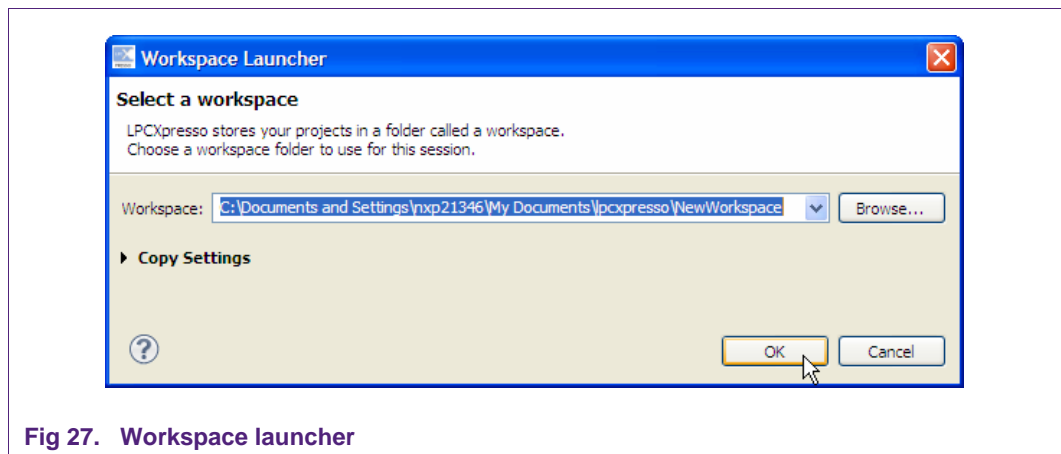 Workspace Launcher
Select a workspace
LPCXpresso stores your projects in a folder called a workspace.
Choose a workspace folder to use for this session.
Workspace: C:\Documents and Settings\nxp21346\My Documents\lpcxpresso\NewWorkspace Browse...
Copy Settings
? OK Cancel
Fig 27. Workspace launcher